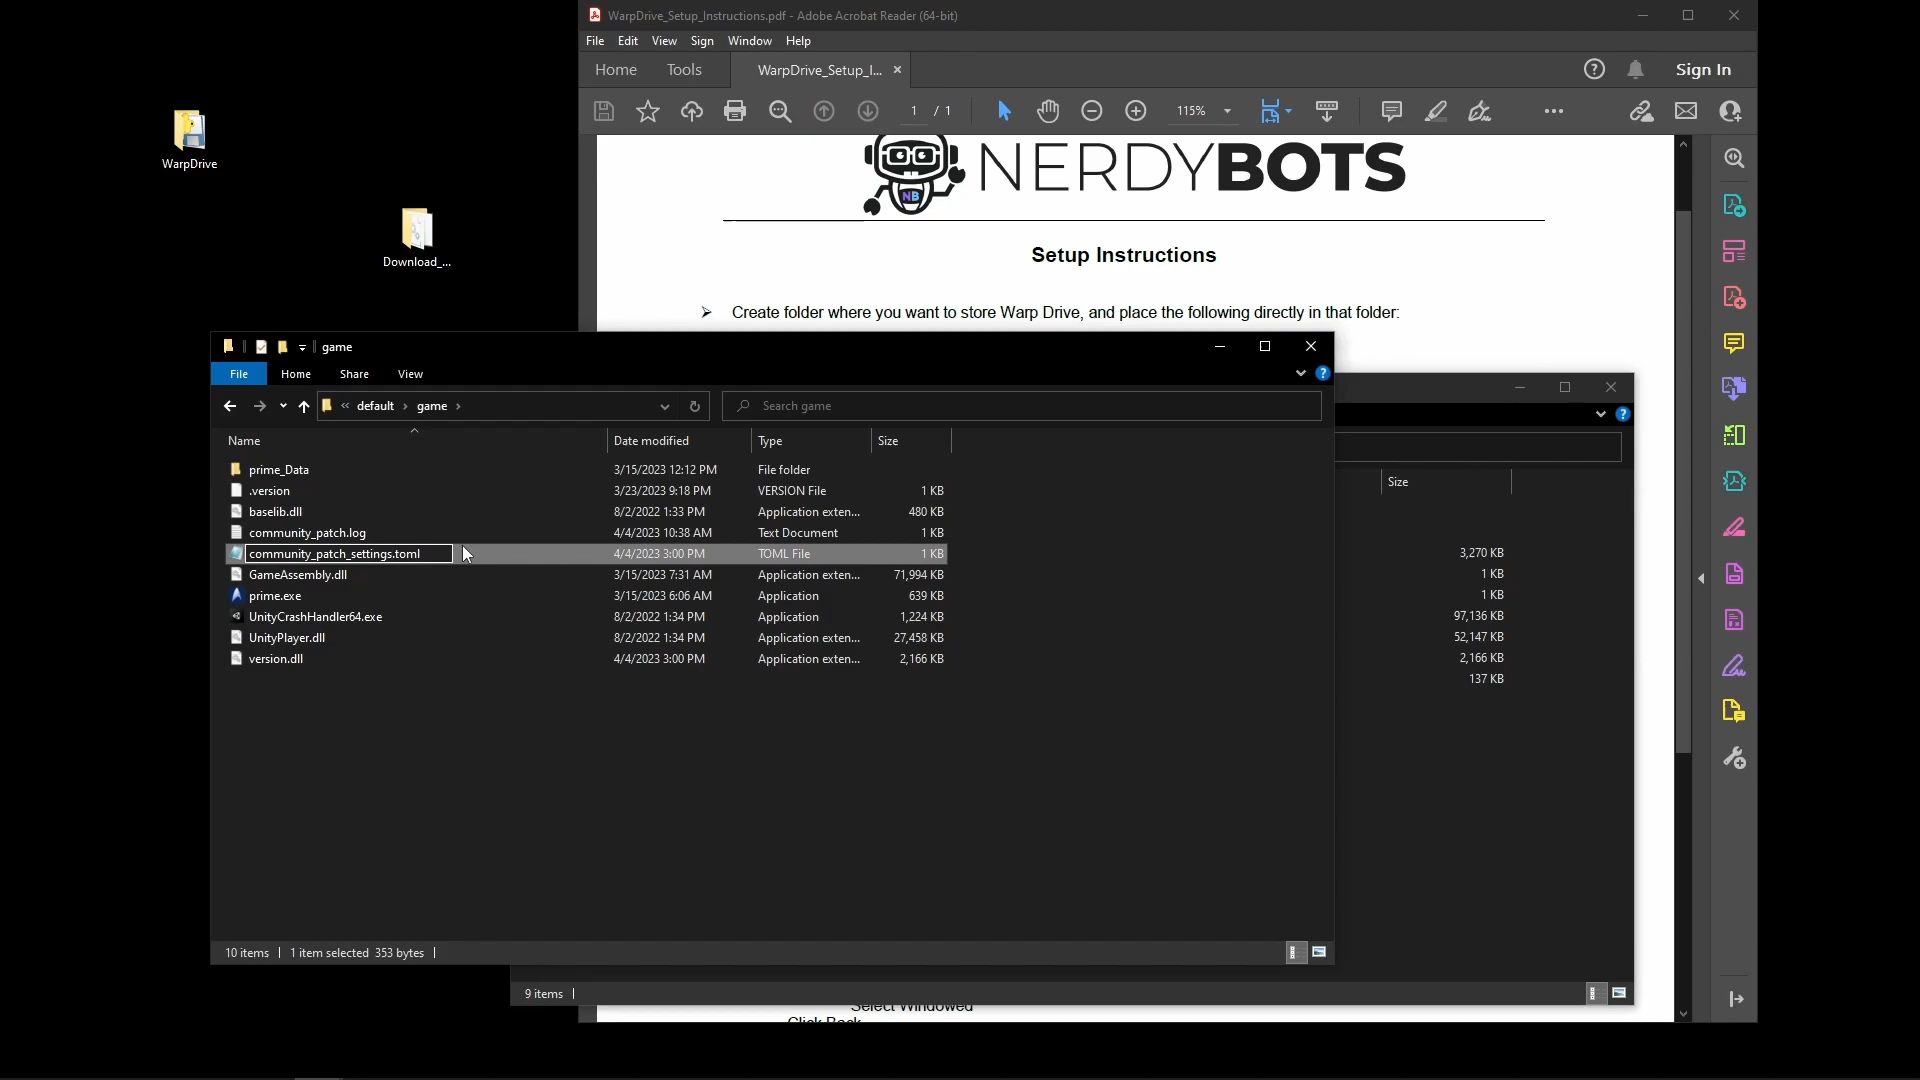 WarpDrive_Setup_Instructions.pdf - Adobe Acrobat Reader (64-bit)
File Edit View Sign Window Help
Home Tools WarpDrive_Setup_I... Sign In
1 / 1 115%
WarpDrive
Download_...
NB
NERDYBOTS
Setup Instructions
Create folder where you want to store Warp Drive, and place the following directly in that folder:
game
File Home Share View
default game Search game
Name Date modified Type Size
prime_Data 3/15/2023 12:12 PM File folder
.version 3/23/2023 9:18 PM VERSION File 1 KB
baselib.dll 8/2/2022 1:33 PM Application exten... 480 KB
community_patch.log 4/4/2023 10:38 AM Text Document 1 KB
community_patch_settings.toml 4/4/2023 3:00 PM TOML File 1 KB
GameAssembly.dll 3/15/2023 7:31 AM Application exten... 71,994 KB
prime.exe 3/15/2023 6:06 AM Application 639 KB
UnityCrashHandler64.exe 8/2/2022 1:34 PM Application 1,224 KB
UnityPlayer.dll 8/2/2022 1:34 PM Application exten... 27,458 KB
version.dll 4/4/2023 3:00 PM Application exten... 2,166 KB
10 items 1 item selected 353 bytes
Size
3,270 KB
1 KB
1 KB
97,136 KB
52,147 KB
2,166 KB
137 KB
9 items
Select Windowed
Click Back